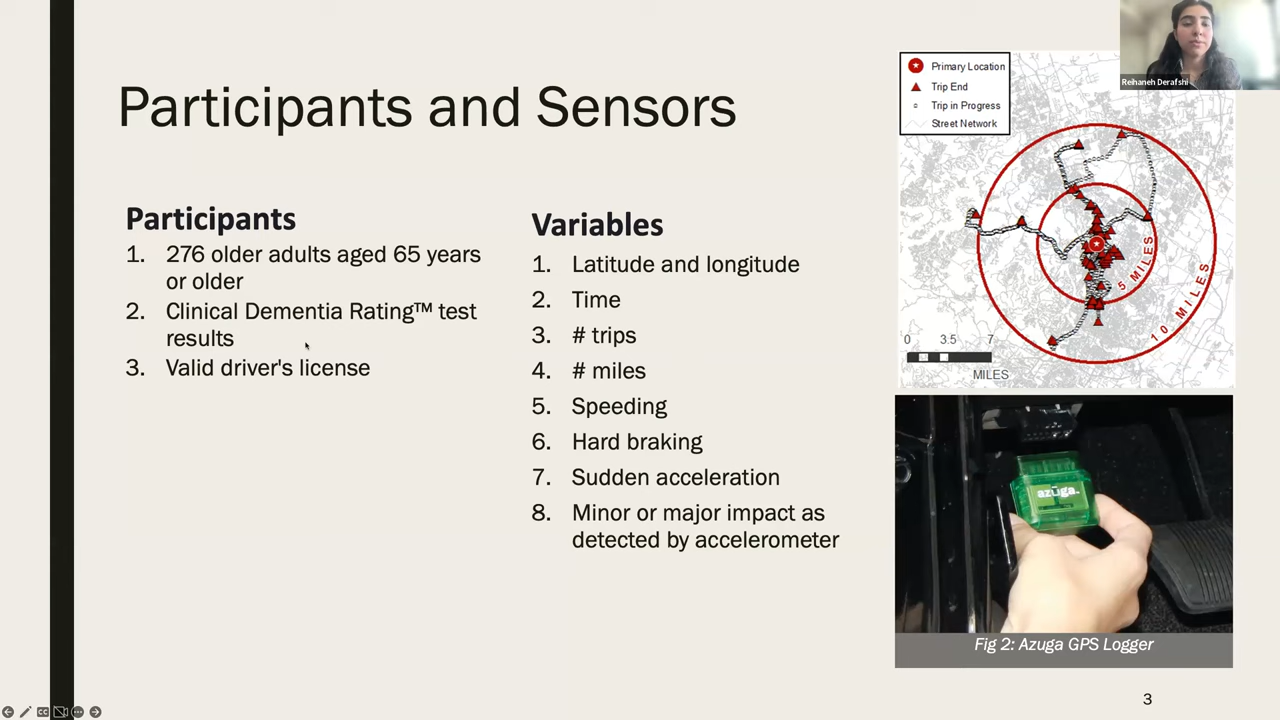 Participants and Sensors
Participants
1. 276 older adults aged 65 years
or older
2. Clinical Dementia Rating™ test
results
3. Valid driver's license
Variables
1. Latitude and longitude
2. Time
3. # trips
4. # miles
5. Speeding
6. Hard braking
7. Sudden acceleration
8. Minor or major impact as
detected by accelerometer
Primary Location
Trip End
Trip in Progress
Street Network
5 MILES
10 MILES
0 3.5 7
MILES
Reihaneh Derafshi
azuga.
Fig 2: Azuga GPS Logger
3